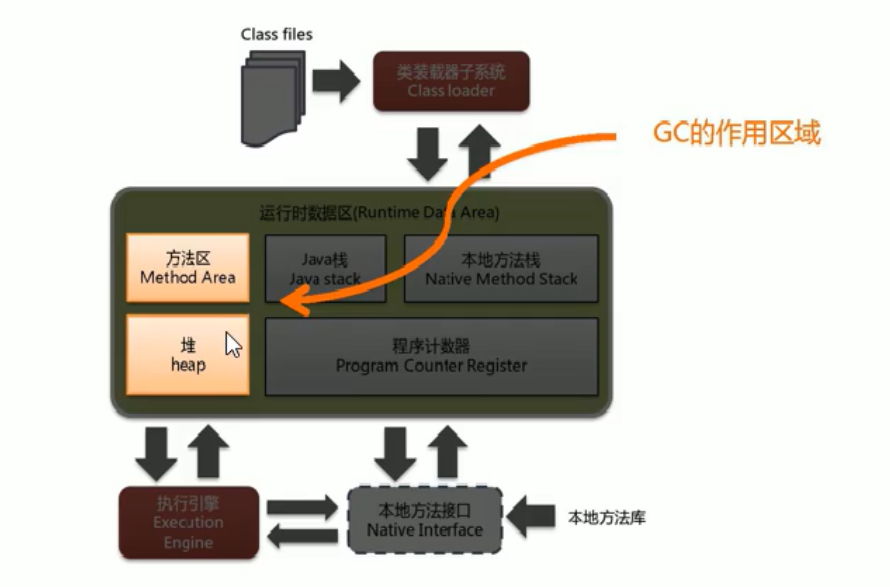 Class files
类装载器子系统
Class loader
GC的作用区域
运行时数据区(Runtime Data Area)
方法区
Method Area
Java栈
Java stack
本地方法栈
Native Method Stack
堆
heap
程序计数器
Program Counter Register
执行引擎
Execution
Engine
本地方法接口
Native Interface
本地方法库